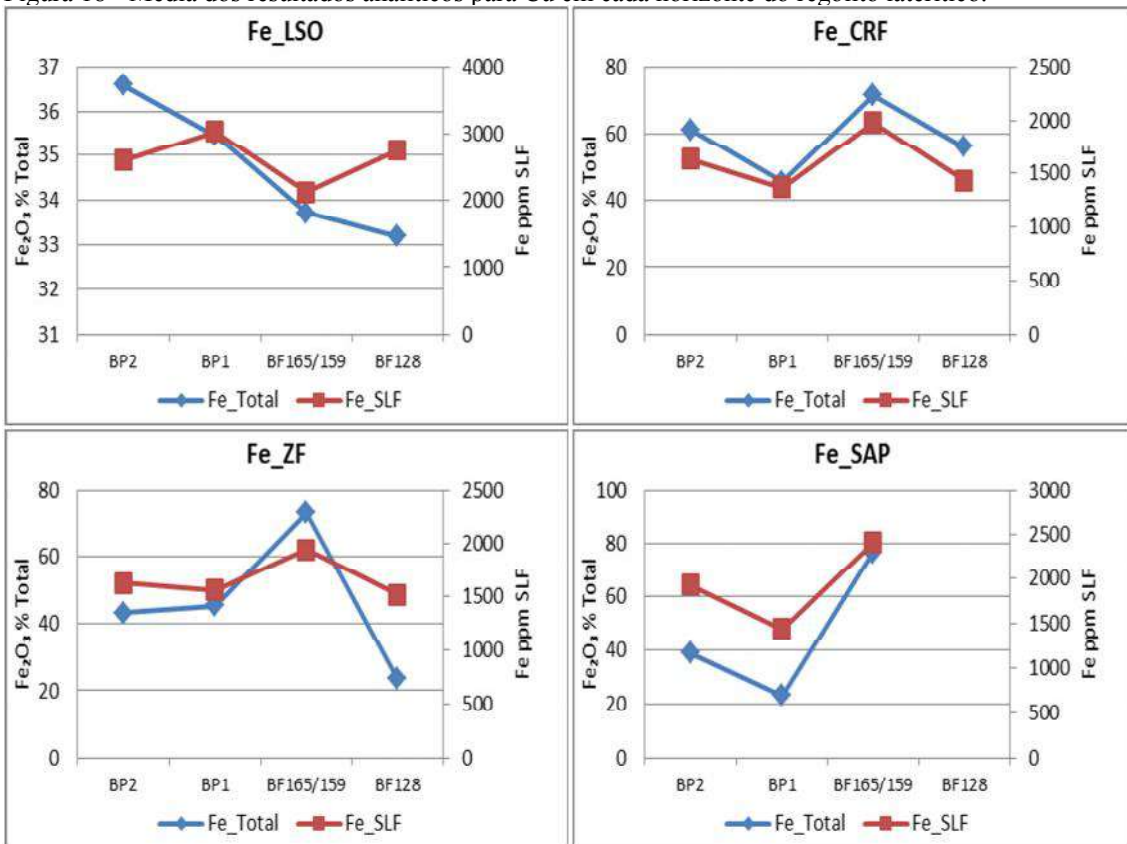 Figura 16 - Média dos resultados analíticos para Ca em cada horizonte do regolito laterítico.
Fe_LSO
Fe₂O₃ % Total
37
36
35
34
33
32
31
4000
3000
2000
1000
0
Fe ppm SLF
BP2 BP1 BF165/159 BF128
Fe_Total Fe_SLF
Fe_CRF
Fe₂O₃ % Total
80
60
40
20
0
2500
2000
1500
1000
500
0
Fe ppm SLF
BP2 BP1 BF165/159 BF128
Fe_Total Fe_SLF
Fe_ZF
Fe₂O₃ % Total
80
60
40
20
0
2500
2000
1500
1000
500
0
Fe ppm SLF
BP2 BP1 BF165/159 BF128
Fe_Total Fe_SLF
Fe_SAP
Fe₂O₃ % Total
100
80
60
40
20
0
3000
2500
2000
1500
1000
500
0
Fe ppm SLF
BP2 BP1 BF165/159 BF128
Fe_Total Fe_SLF